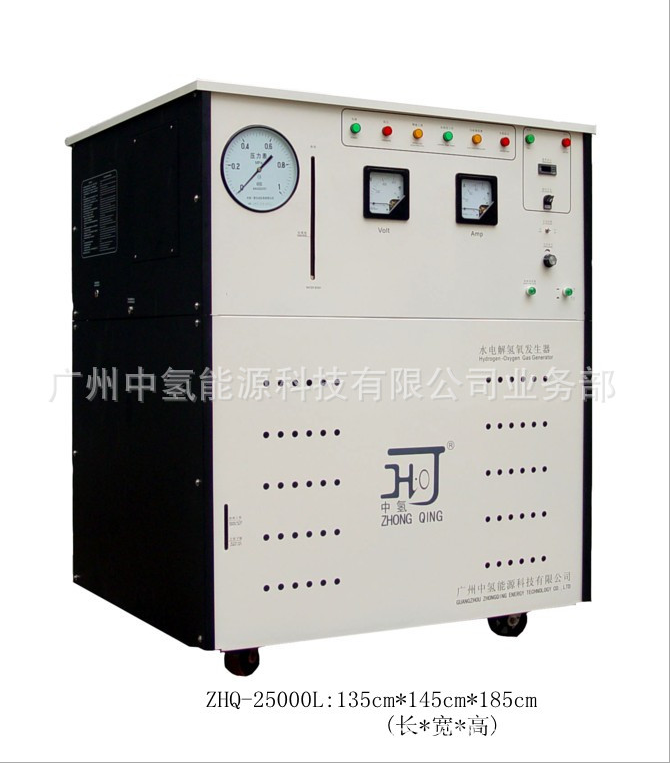 0.4
0.6
0.2
压力表
0.8
MPa
0
1
Volt
Amp
水电解氢氧发生器
Hydrogen-Oxygen Gas Generator
广州中氢能源科技有限公司业务部
®
中氢
ZHONG QING
广州中氢能源科技有限公司
GUANGZHOU ZHONGQING ENERGY TECHNOLOGY CO., LTD
ZHQ-25000L:135cm*145cm*185cm
(长*宽*高)